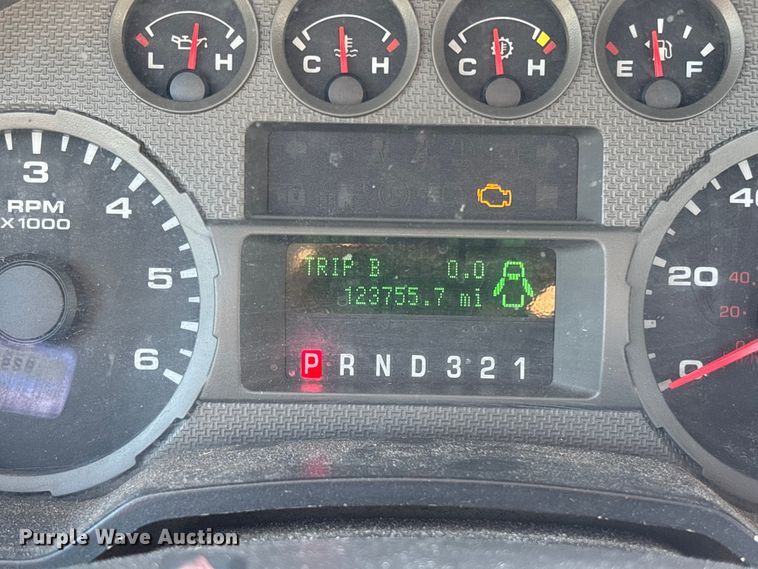 L H
C H
C H
E F
3
4
5
6
RPM
X1000
TRIP B 0.0
123755.7 mi
P R N D 3 2 1
40
20
0
40
20
0
Purple Wave Auction